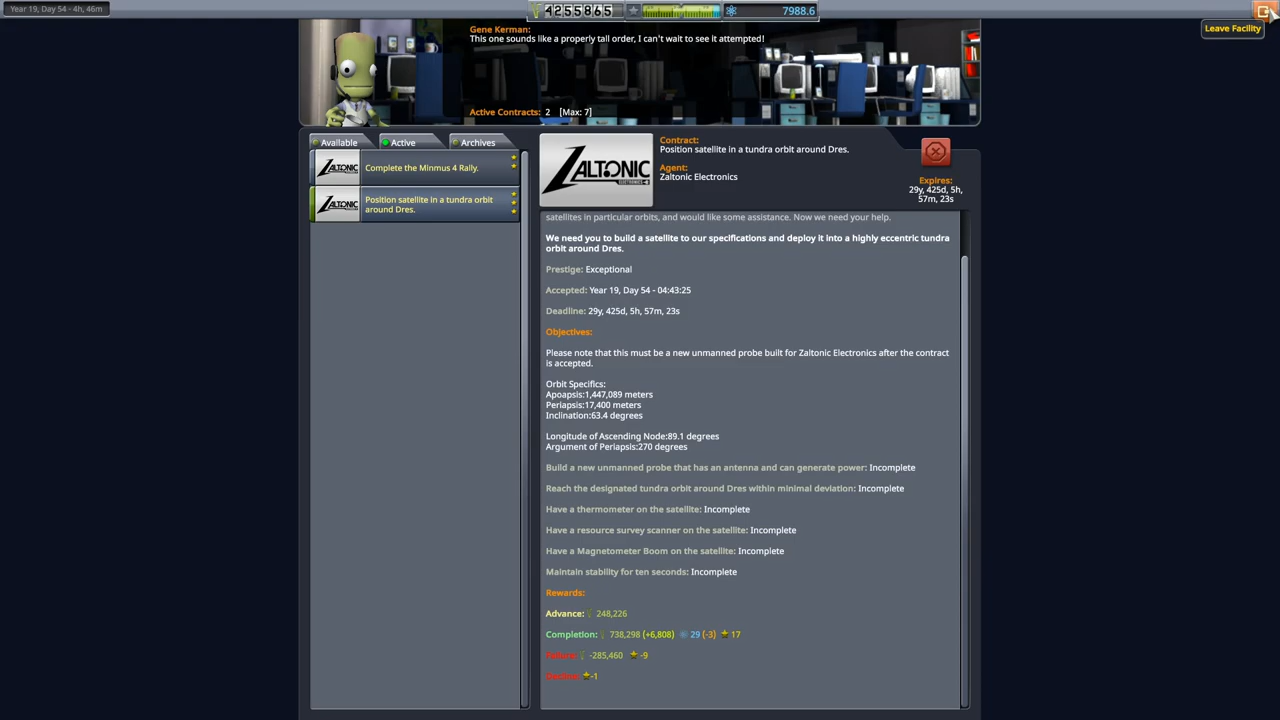 Year 19, Day 54 - 4h, 46m
4255865
7988.6
Leave Facility
Gene Kerman:
This one sounds like a properly tall order, I can't wait to see it attempted!
Active Contracts: 2 [Max: 7]
Available
Active
Archives
ZALTONIC
Complete the Minmus 4 Rally.
ZALTONIC
Position satellite in a tundra orbit
around Dres.
ZALTONIC
ELECTRONICS
Contract:
Position satellite in a tundra orbit around Dres.
Agent:
Zaltonic Electronics
Expires:
29y, 425d, 5h,
57m, 23s
satellites in particular orbits, and would like some assistance. Now we need your help.
We need you to build a satellite to our specifications and deploy it into a highly eccentric tundra
orbit around Dres.
Prestige: Exceptional
Accepted: Year 19, Day 54 - 04:43:25
Deadline: 29y, 425d, 5h, 57m, 23s
Objectives:
Please note that this must be a new unmanned probe built for Zaltonic Electronics after the contract
is accepted.
Orbit Specifics:
Apoapsis:1,447,089 meters
Periapsis:17,400 meters
Inclination:63.4 degrees
Longitude of Ascending Node:89.1 degrees
Argument of Periapsis:270 degrees
Build a new unmanned probe that has an antenna and can generate power: Incomplete
Reach the designated tundra orbit around Dres within minimal deviation: Incomplete
Have a thermometer on the satellite: Incomplete
Have a resource survey scanner on the satellite: Incomplete
Have a Magnetometer Boom on the satellite: Incomplete
Maintain stability for ten seconds: Incomplete
Rewards:
Advance: 248,226
Completion: 738,298 (+6,808) 29 (-3) 17
Failure: -285,460 -9
Decline: -1